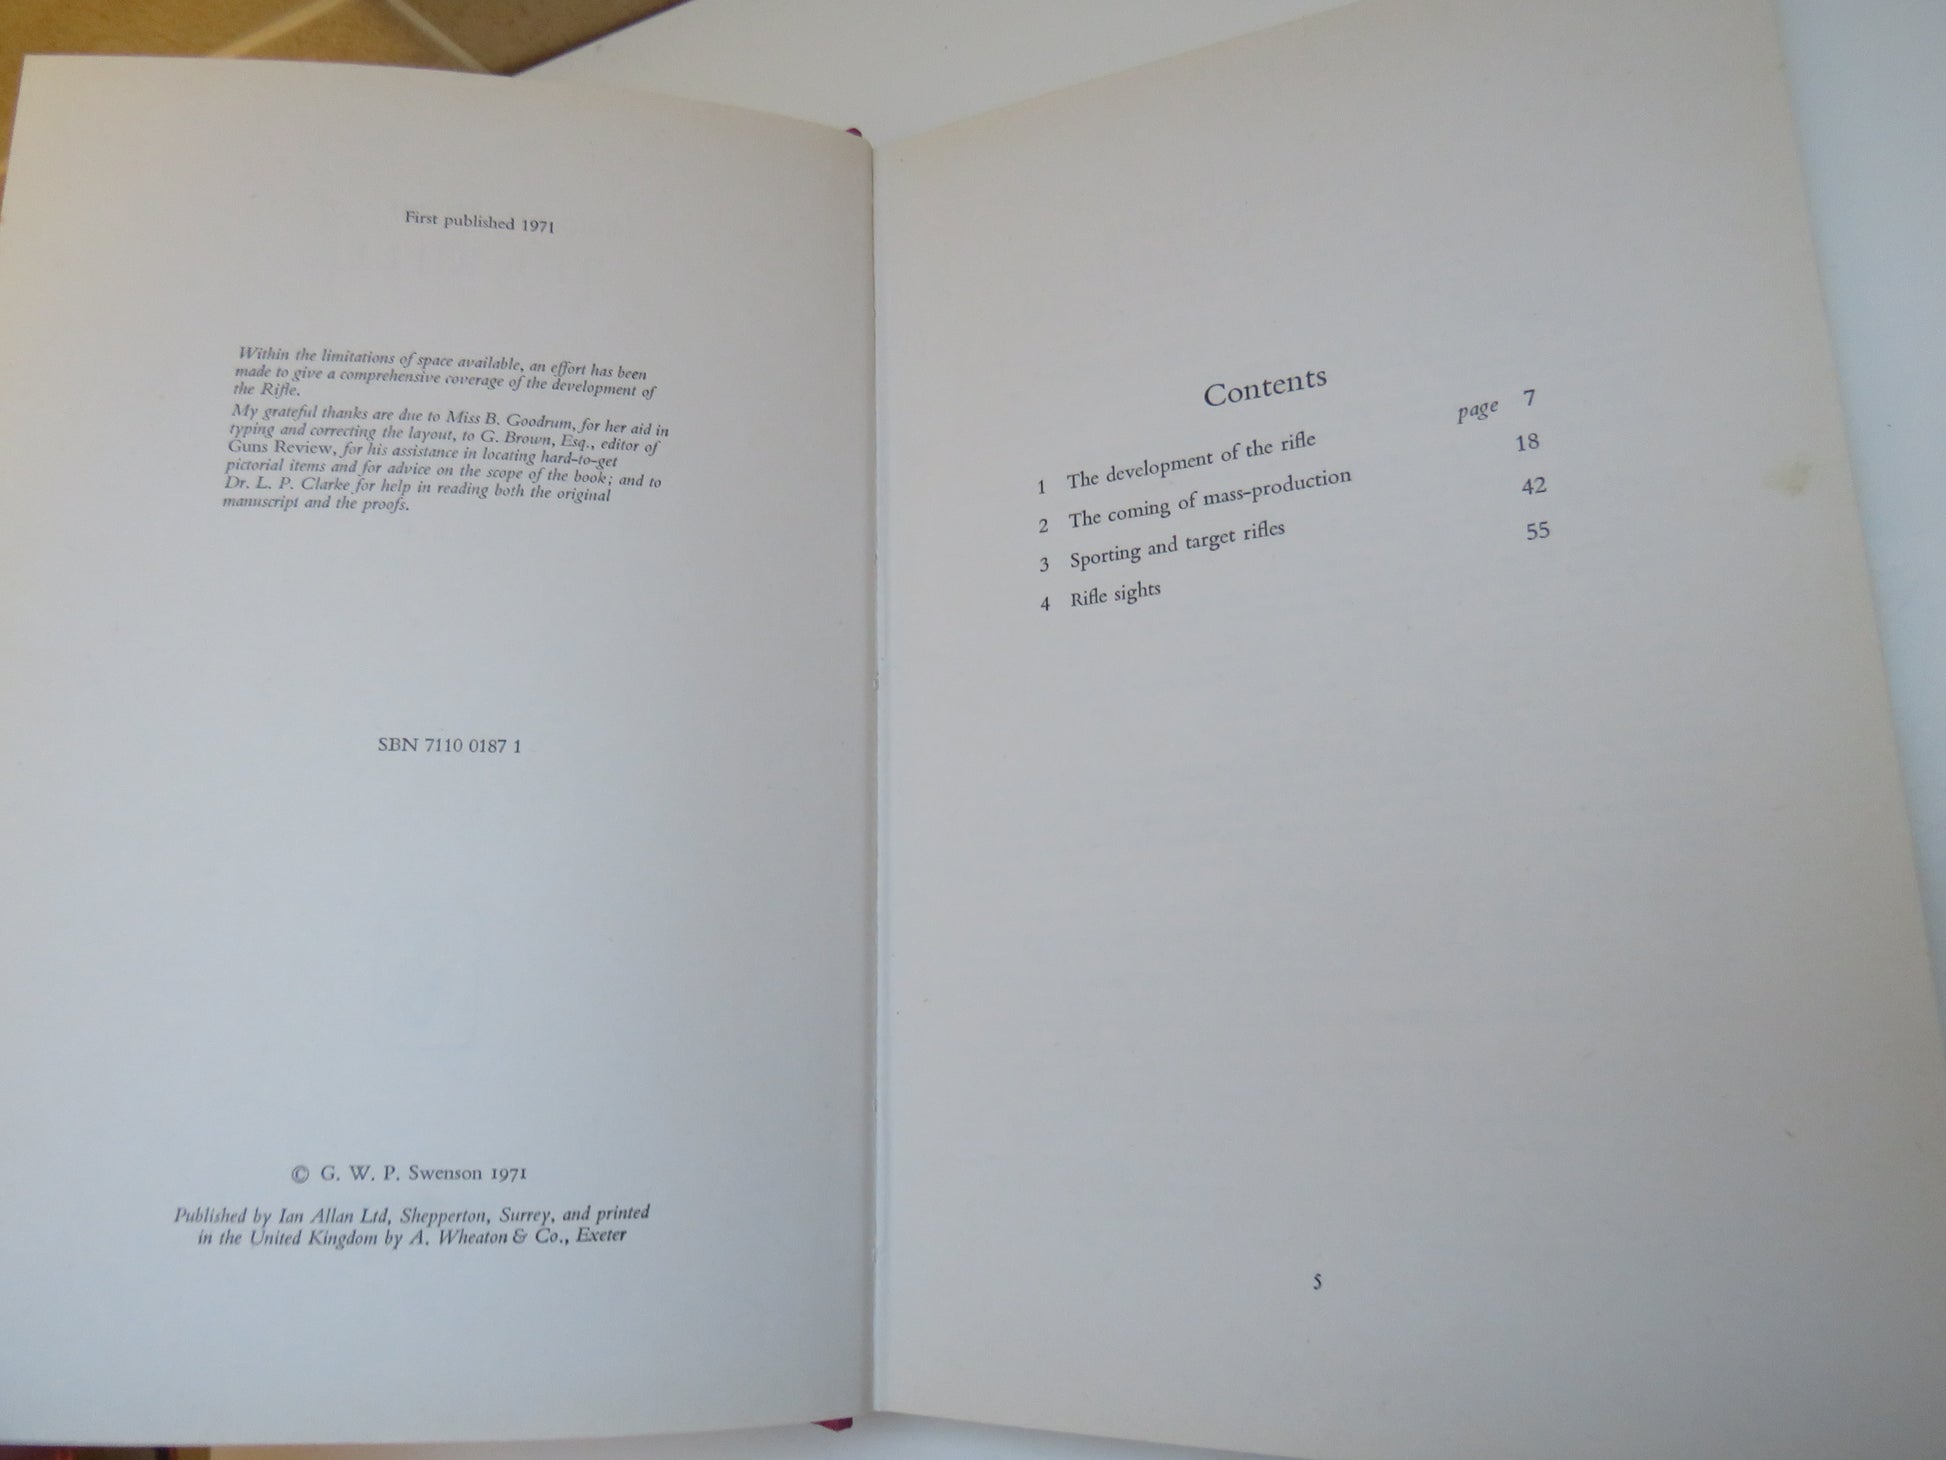 First published 1971
Within the limitations of space available, an effort has been
made to give a comprehensive coverage of the development of
the Rifle.
My grateful thanks are due to Miss B. Goodrum, for her aid in
typing and correcting the layout, to G. Brown, Esq., editor of
Guns Review, for his assistance in locating hard-to-get
pictorial items and for advice on the scope of the book; and to
Dr. L. P. Clarke for help in reading both the original
manuscript and the proofs.
SBN 7110 0187 1
© G. W. P. Swenson 1971
Published by Ian Allan Ltd, Shepperton, Surrey, and printed
in the United Kingdom by A. Wheaton & Co., Exeter
Contents
1 The development of the rifle page 7
2 The coming of mass-production 18
3 Sporting and target rifles 42
4 Rifle sights 55
5